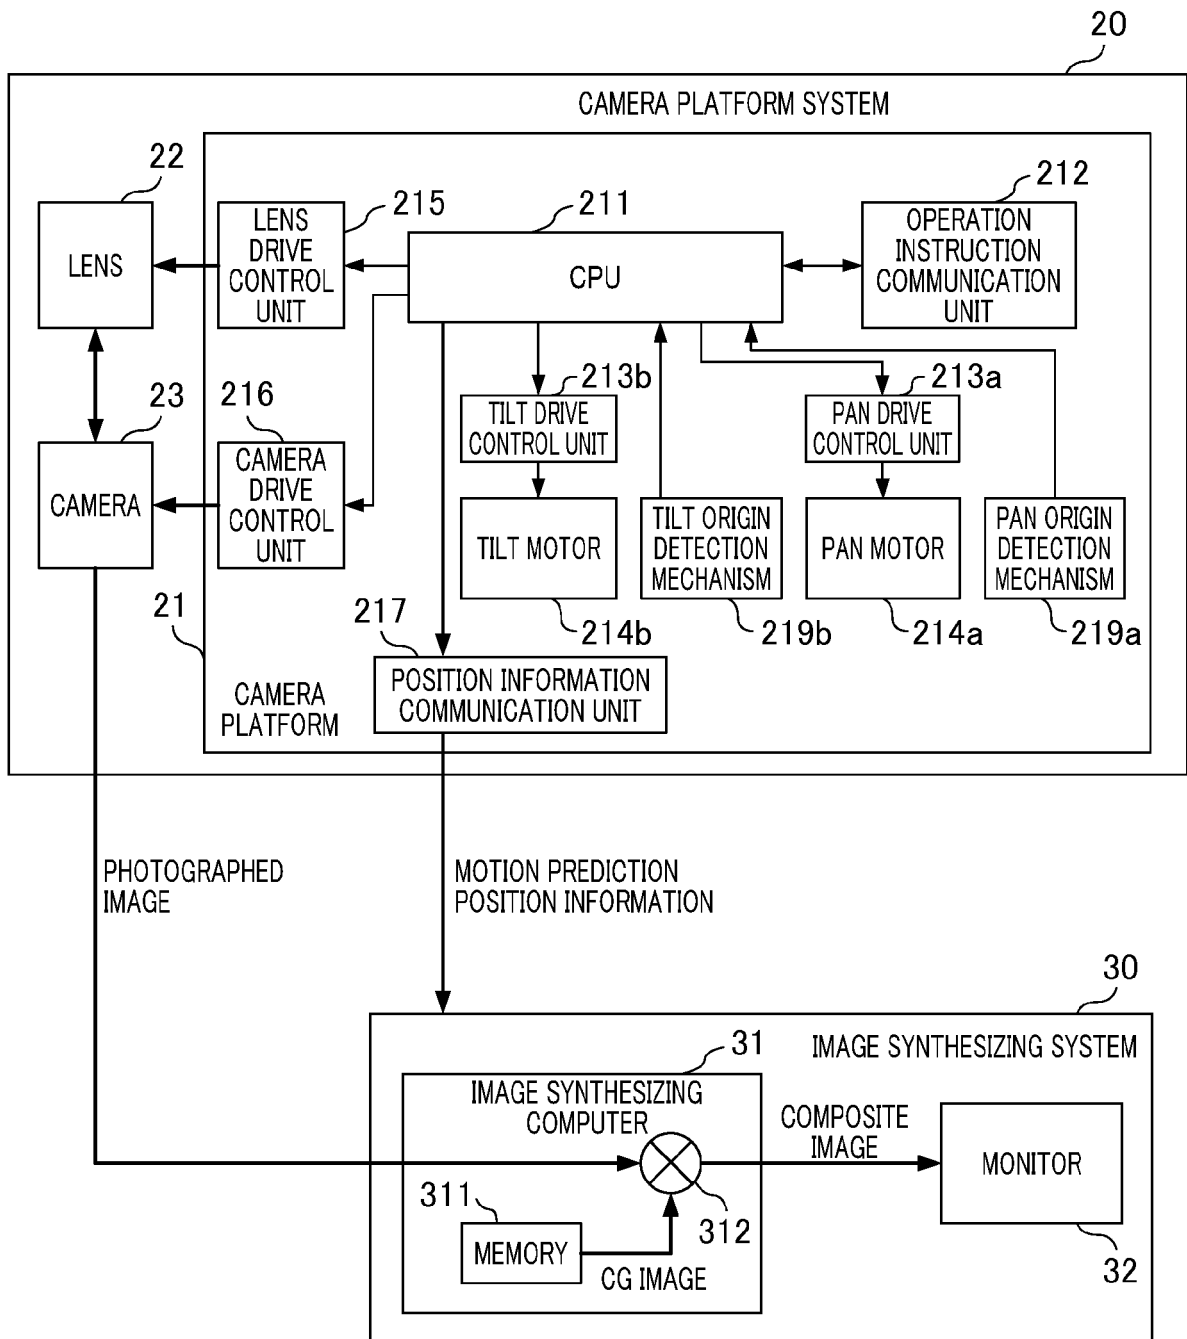 20
CAMERA PLATFORM SYSTEM
22
LENS
215
LENS
DRIVE
CONTROL
UNIT
211
CPU
212
OPERATION
INSTRUCTION
COMMUNICATION
UNIT
23
CAMERA
216
CAMERA
DRIVE
CONTROL
UNIT
213b
TILT DRIVE
CONTROL UNIT
213a
PAN DRIVE
CONTROL UNIT
TILT MOTOR
214b
TILT ORIGIN
DETECTION
MECHANISM
219b
PAN MOTOR
214a
PAN ORIGIN
DETECTION
MECHANISM
219a
21
CAMERA
PLATFORM
217
POSITION INFORMATION
COMMUNICATION UNIT
PHOTOGRAPHED
IMAGE
MOTION PREDICTION
POSITION INFORMATION
30
IMAGE SYNTHESIZING SYSTEM
31
IMAGE SYNTHESIZING
COMPUTER
COMPOSITE
IMAGE
MONITOR
32
311
MEMORY
312
CG IMAGE